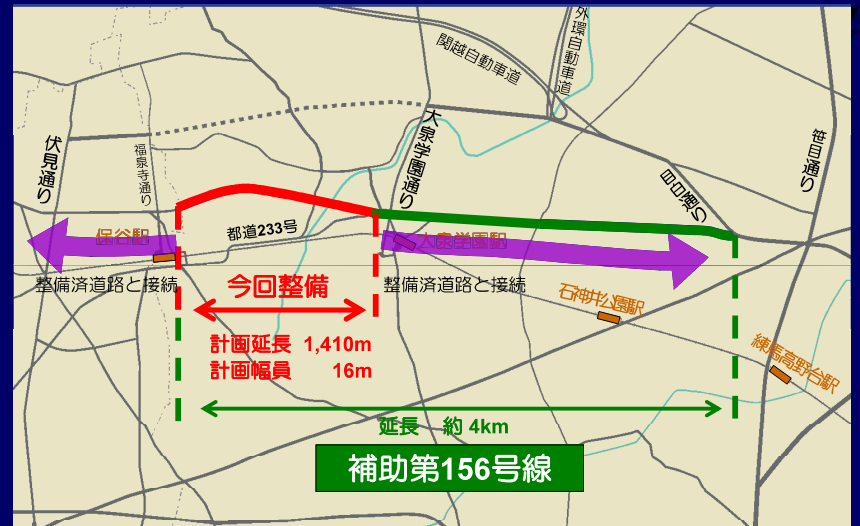 外環自動車道
関越自動車道
大泉学園通り
伏見通り
福泉寺通り
笹目通り
目白通り
都道233号
保谷駅
大泉学園駅
整備済道路と接続
今回整備
整備済道路と接続
石神井公園駅
計画延長 1,410m
計画幅員 16m
練馬高野台駅
延長 約 4km
補助第156号線